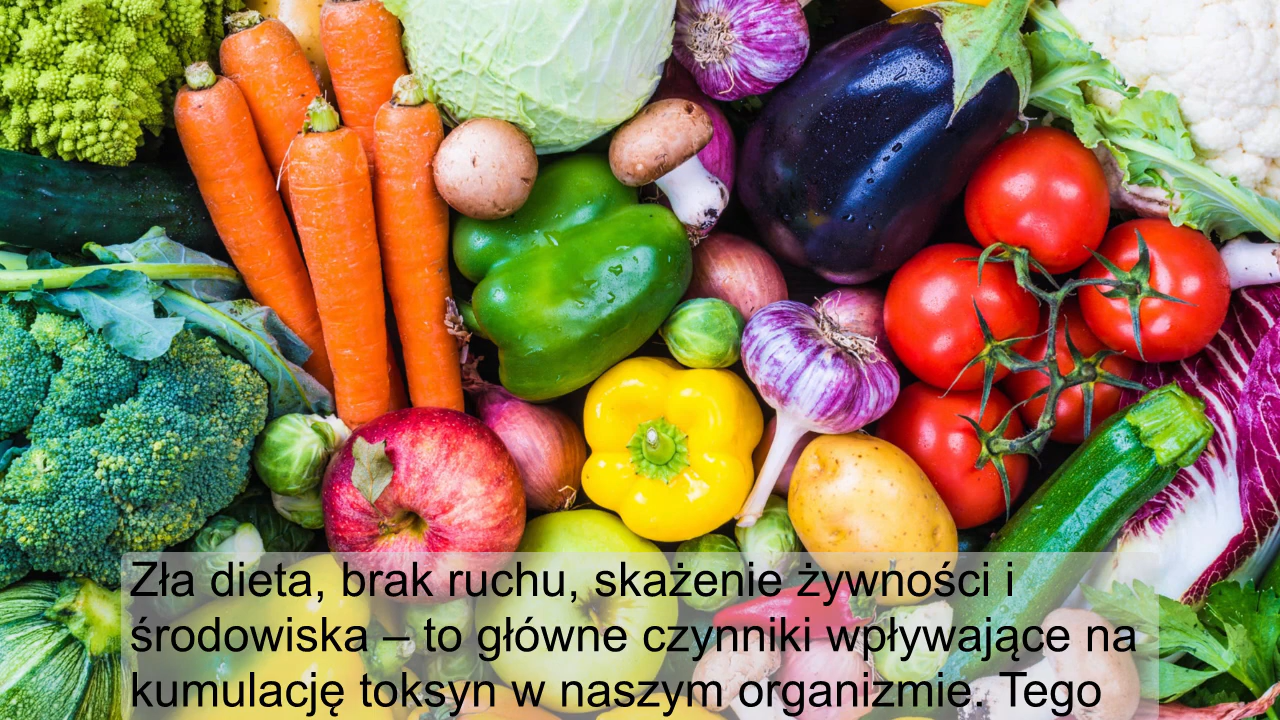 Zła dieta, brak ruchu, skażenie żywności i
środowiska – to główne czynniki wpływające na
kumulację toksyn w naszym organizmie. Tego